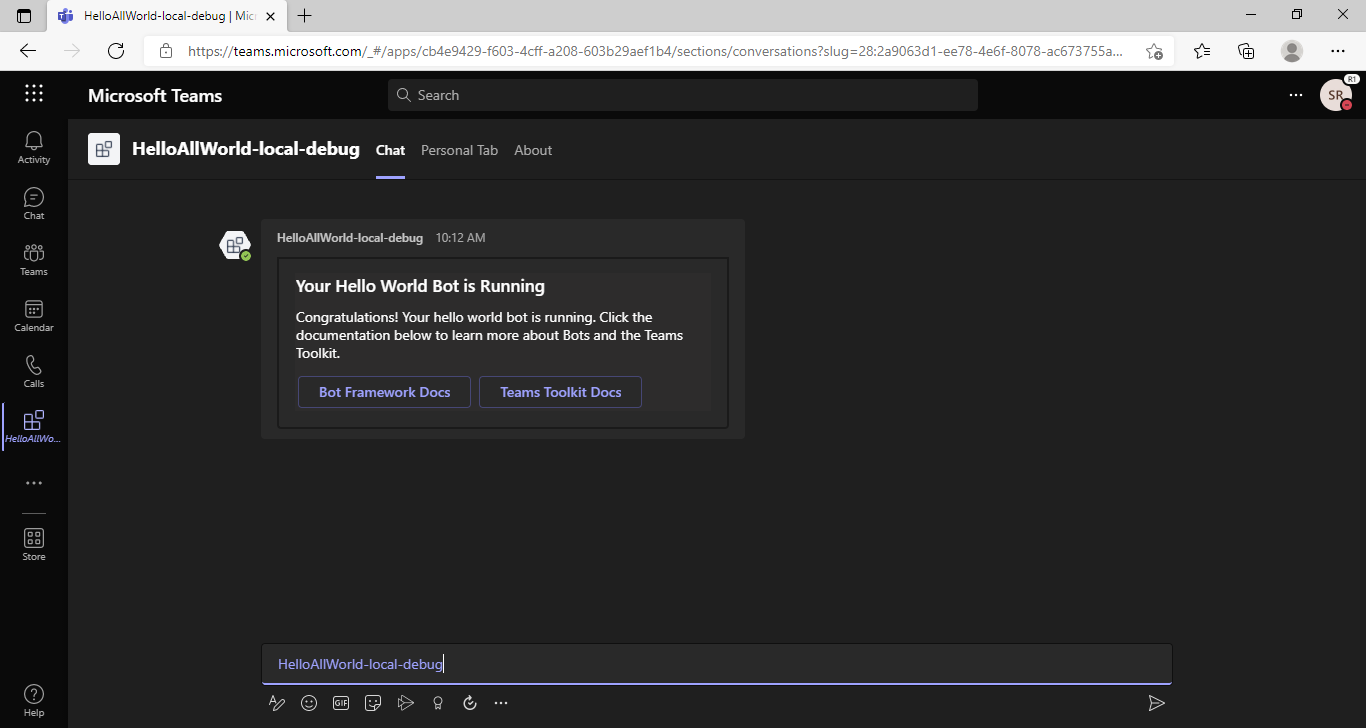 HelloAllWorld-local-debug | Mic
https://teams.microsoft.com/_#/apps/cb4e9429-f603-4cff-a208-603b29aef1b4/sections/conversations?slug=28:2a9063d1-ee78-4e6f-8078-ac673755a...
Microsoft Teams
Search
R1
SR
Activity
Chat
Teams
Calendar
Calls
HelloAllWo...
Store
Help
HelloAllWorld-local-debug Chat Personal Tab About
HelloAllWorld-local-debug 10:12 AM
Your Hello World Bot is Running
Congratulations! Your hello world bot is running. Click the
documentation below to learn more about Bots and the Teams
Toolkit.
Bot Framework Docs Teams Toolkit Docs
HelloAllWorld-local-debug
GIF